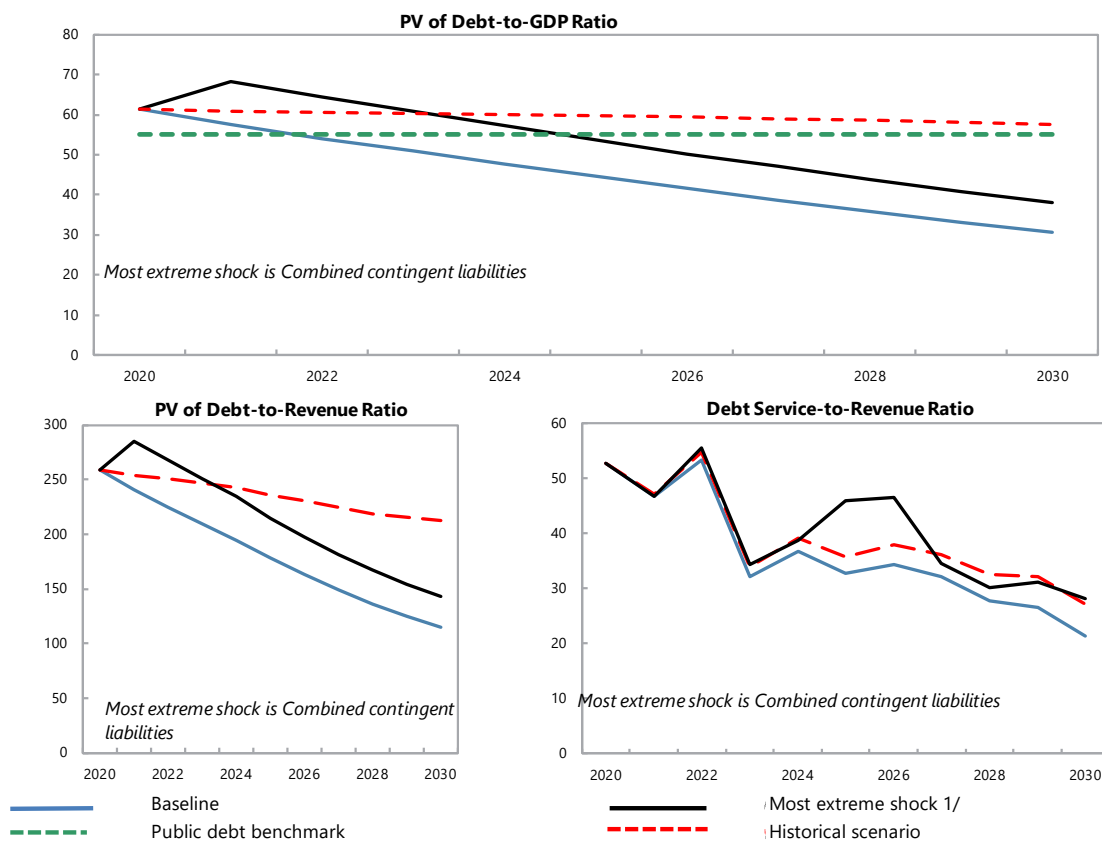 PV of Debt-to-GDP Ratio
80
70
60
50
40
30
20
10
0
Most extreme shock is Combined contingent liabilities
2020 2022 2024 2026 2028 2030
PV of Debt-to-Revenue Ratio
300
250
200
150
100
50
0
Most extreme shock is Combined contingent
liabilities
2020 2022 2024 2026 2028 2030
Debt Service-to-Revenue Ratio
60
50
40
30
20
10
0
Most extreme shock is Combined contingent liabilities
2020 2022 2024 2026 2028 2030
Baseline
Public debt benchmark
Most extreme shock 1/
Historical scenario